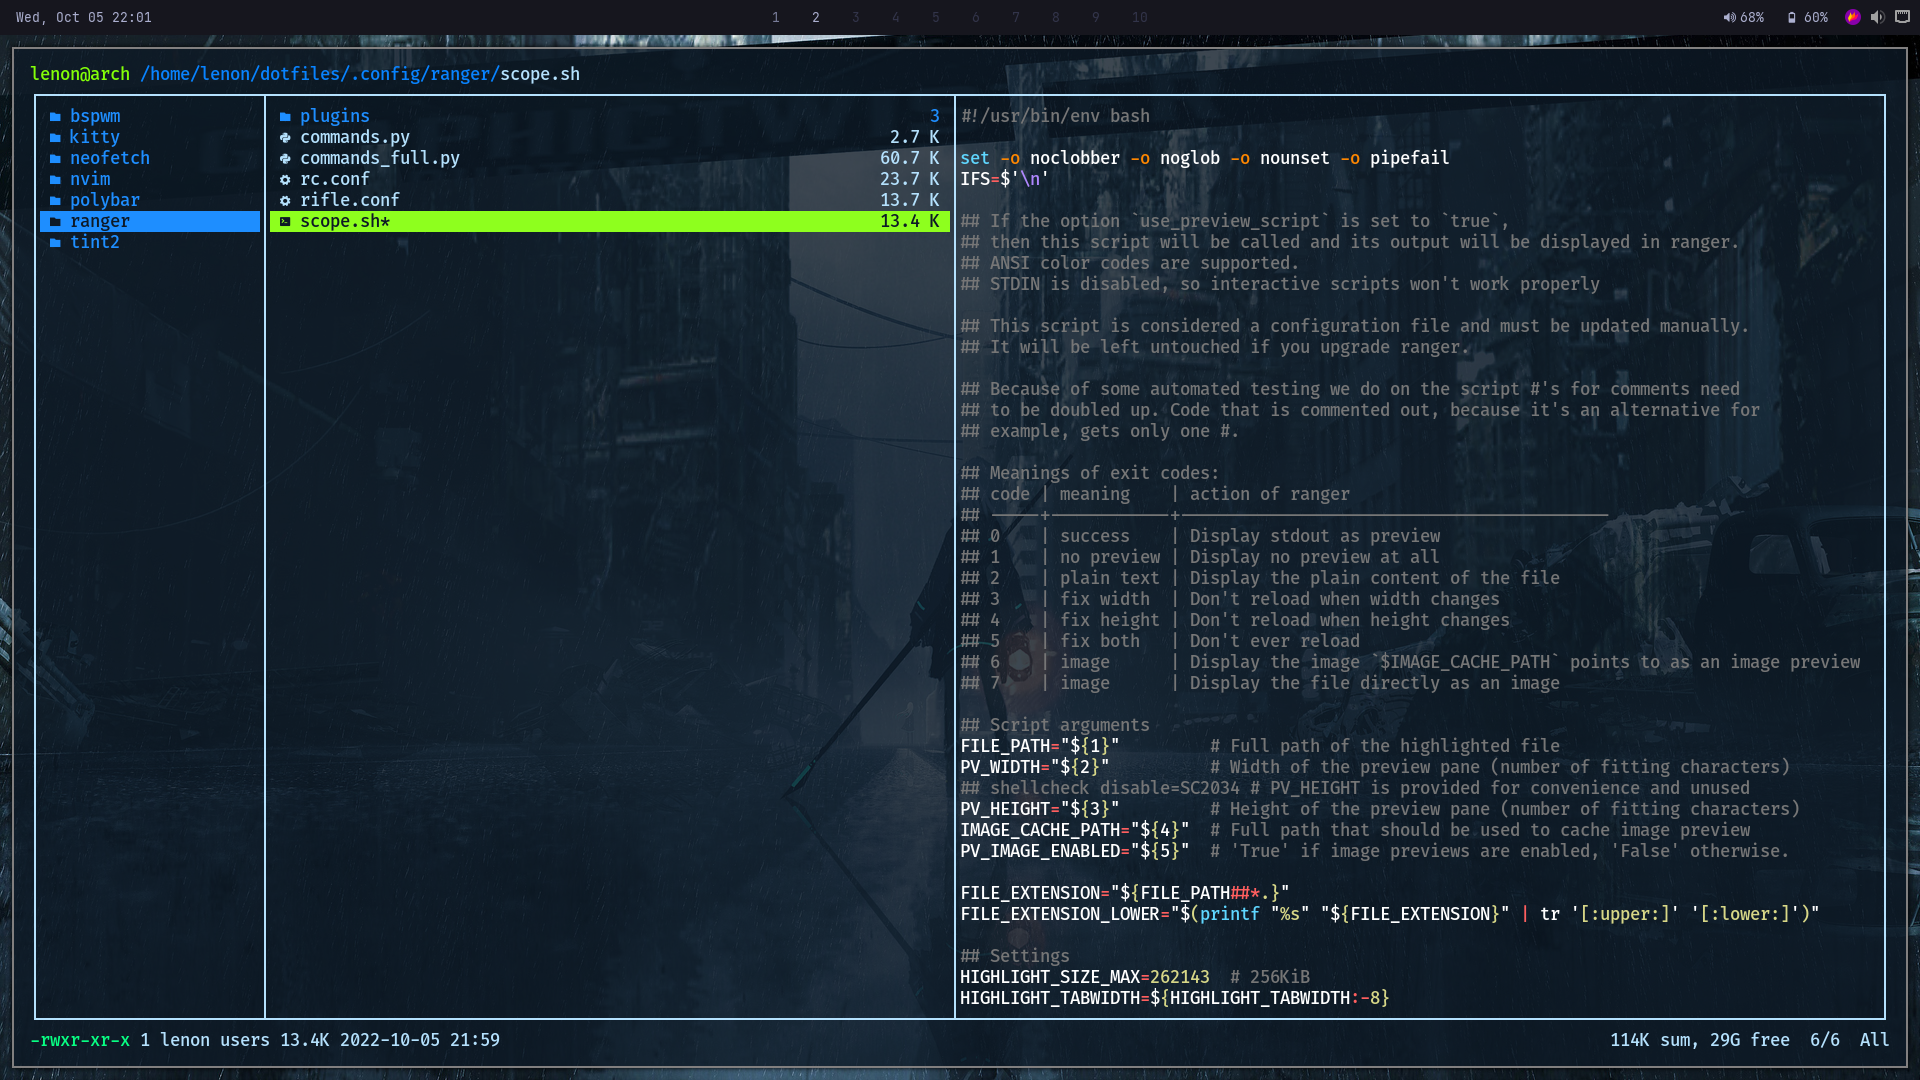 Wed, Oct 05 22:01 1 2 3 4 5 6 7 8 9 10 68% 60%
lenon@arch /home/lenon/dotfiles/.config/ranger/scope.sh
bspwm
kitty
neofetch
nvim
polybar
ranger
tint2
plugins 3
commands.py 2.7 K
commands_full.py 60.7 K
rc.conf 23.7 K
rifle.conf 13.7 K
scope.sh* 13.4 K
#!/usr/bin/env bash
set -o noclobber -o noglob -o nounset -o pipefail
IFS=$'\n'
## If the option `use_preview_script` is set to `true`,
## then this script will be called and its output will be displayed in ranger.
## ANSI color codes are supported.
## STDIN is disabled, so interactive scripts won't work properly
## This script is considered a configuration file and must be updated manually.
## It will be left untouched if you upgrade ranger.
## Because of some automated testing we do on the script #'s for comments need
## to be doubled up. Code that is commented out, because it's an alternative for
## example, gets only one #.
## Meanings of exit codes:
## code | meaning    | action of ranger
## -----+------------+-------------------------------------------
## 0    | success    | Display stdout as preview
## 1    | no preview | Display no preview at all
## 2    | plain text | Display the plain content of the file
## 3    | fix width  | Don't reload when width changes
## 4    | fix height | Don't reload when height changes
## 5    | fix both   | Don't ever reload
## 6    | image      | Display the image `$IMAGE_CACHE_PATH` points to as an image preview
## 7    | image      | Display the file directly as an image
## Script arguments
FILE_PATH="${1}"         # Full path of the highlighted file
PV_WIDTH="${2}"          # Width of the preview pane (number of fitting characters)
## shellcheck disable=SC2034 # PV_HEIGHT is provided for convenience and unused
PV_HEIGHT="${3}"         # Height of the preview pane (number of fitting characters)
IMAGE_CACHE_PATH="${4}"  # Full path that should be used to cache image preview
PV_IMAGE_ENABLED="${5}"  # 'True' if image previews are enabled, 'False' otherwise.
FILE_EXTENSION="${FILE_PATH##*.}"
FILE_EXTENSION_LOWER="$(printf "%s" "${FILE_EXTENSION}" | tr '[:upper:]' '[:lower:]')"
## Settings
HIGHLIGHT_SIZE_MAX=262143  # 256KiB
HIGHLIGHT_TABWIDTH=${HIGHLIGHT_TABWIDTH:-8}
-rwxr-xr-x 1 lenon users 13.4K 2022-10-05 21:59 114K sum, 29G free 6/6 All